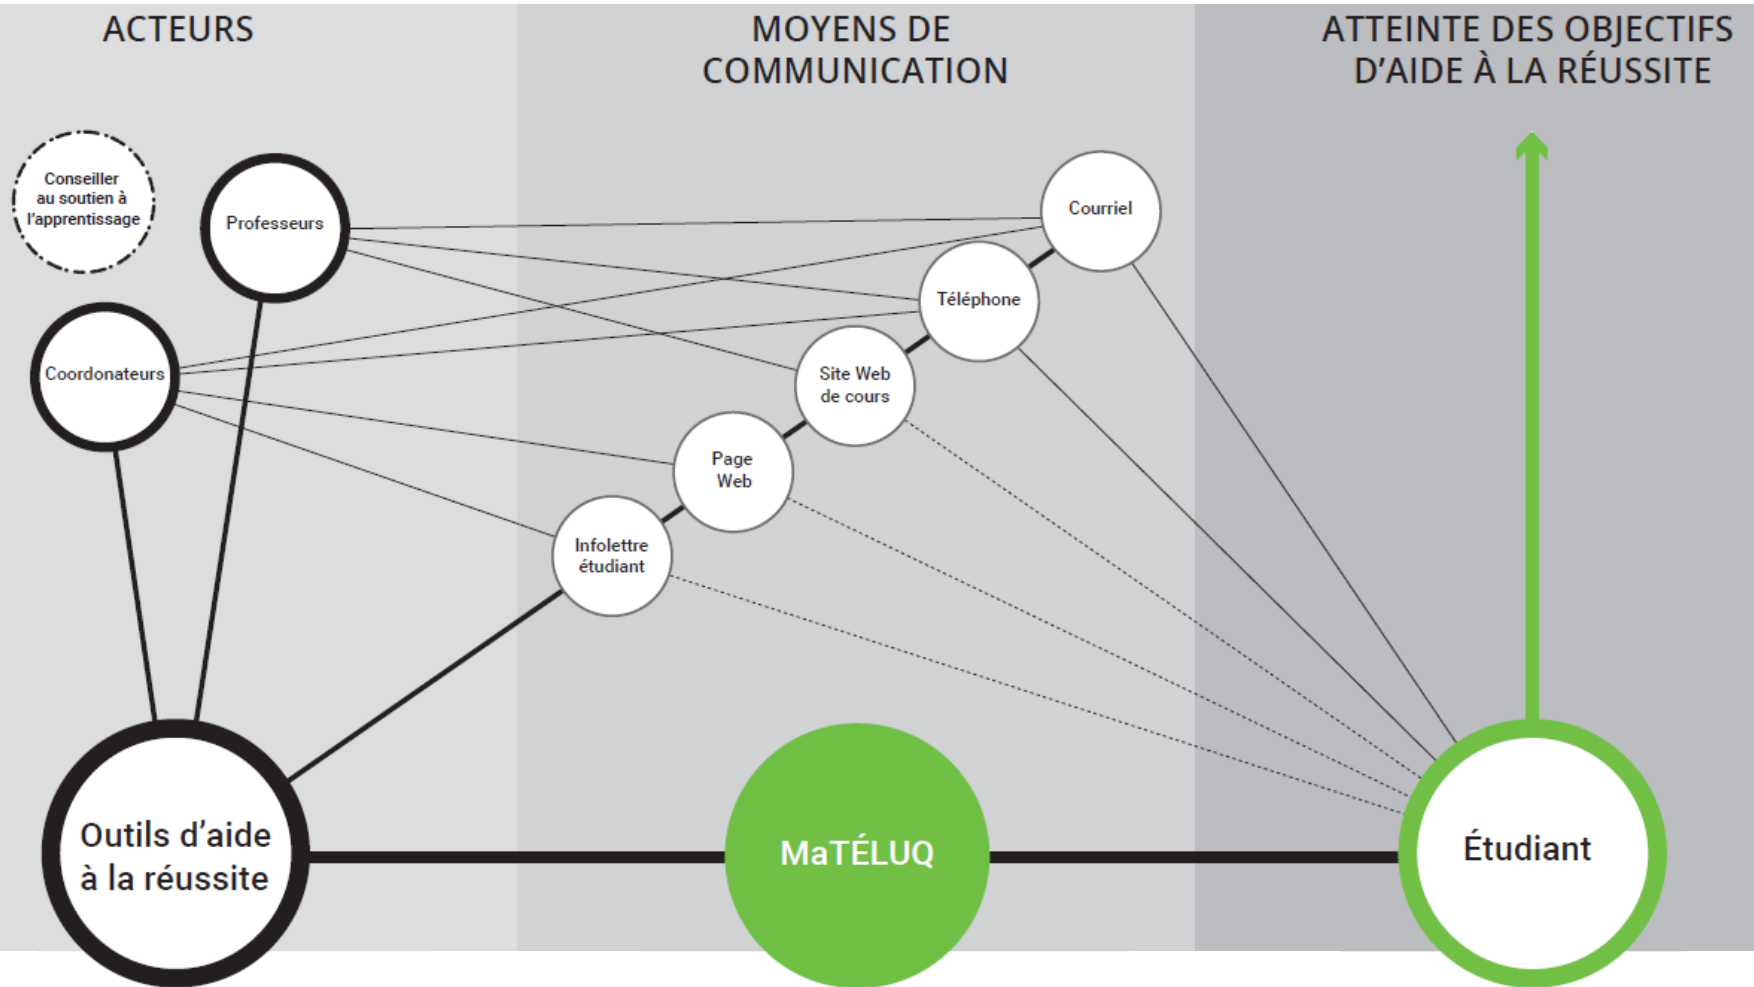 ACTEURS
MOYENS DE
COMMUNICATION
ATTEINTE DES OBJECTIFS
D'AIDE À LA RÉUSSITE
Conseiller
au soutien à
l'apprentissage
Professeurs
Coordonateurs
Courriel
Téléphone
Site Web
de cours
Page
Web
Infolettre
étudiant
Outils d'aide
à la réussite
MaTÉLUQ
Étudiant